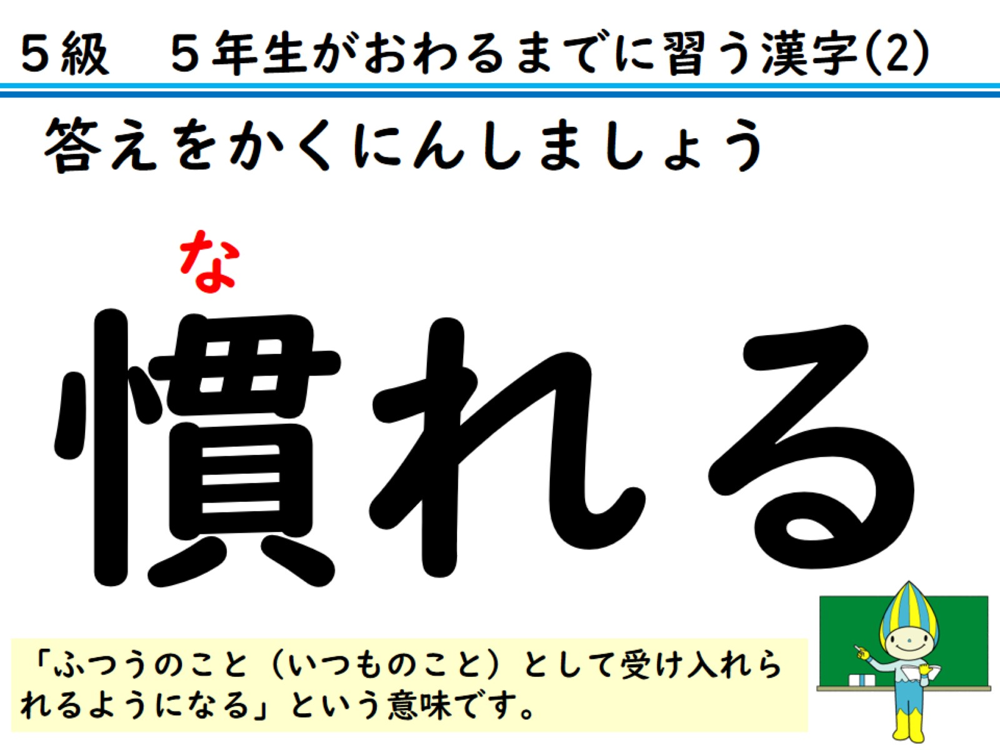 ５級　５年生がおわるまでに習う漢字(2)
答えをかくにんしましょう
な
慣れる
「ふつうのこと（いつものこと）として受け入れら
れるようになる」という意味です。